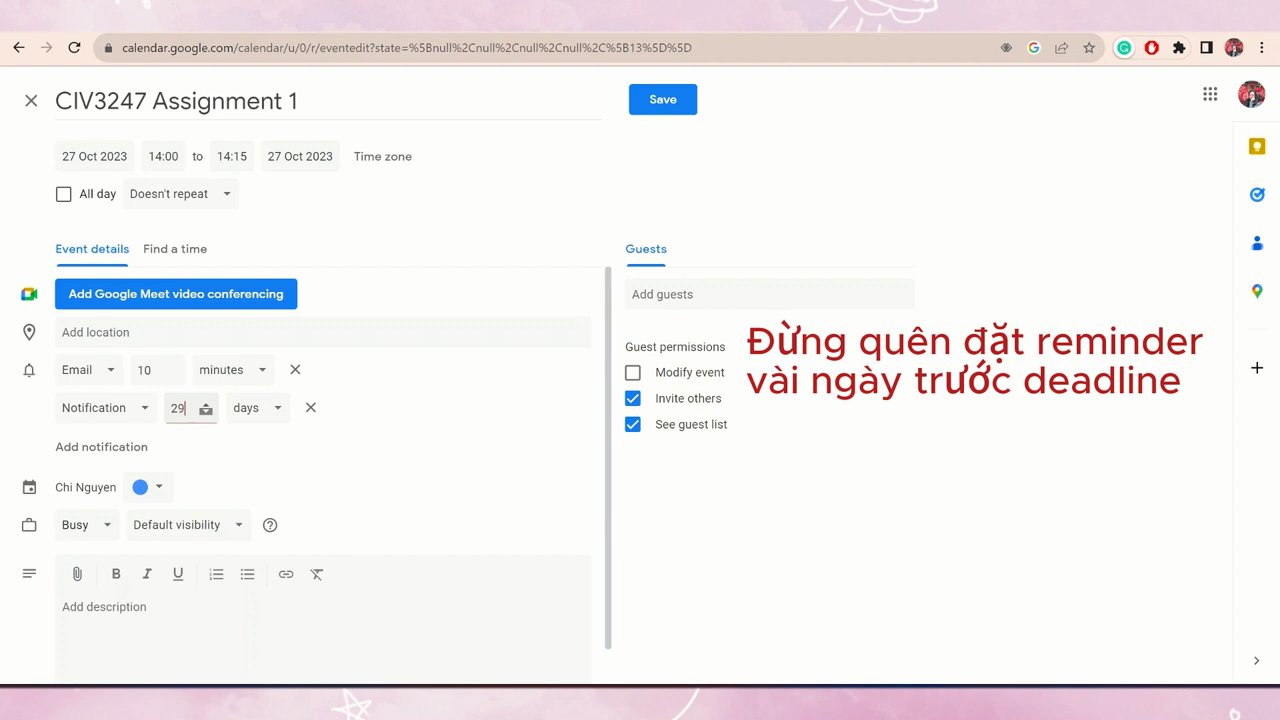 calendar.google.com/calendar/u/0/r/eventedit?state=%5Bnull%2Cnull%2Cnull%2Cnull%2C%5B13%5D%5D
CIV3247 Assignment 1
Save
27 Oct 2023 14:00 to 14:15 27 Oct 2023 Time zone
All day Doesn't repeat
Event details Find a time
Guests
Add Google Meet video conferencing
Add guests
Add location
Guest permissions
Đừng quên đặt reminder
vài ngày trước deadline
Email 10 minutes
Modify event
Invite others
Notification 29 days
See guest list
Add notification
Chi Nguyen
Busy Default visibility
B I U
Add description